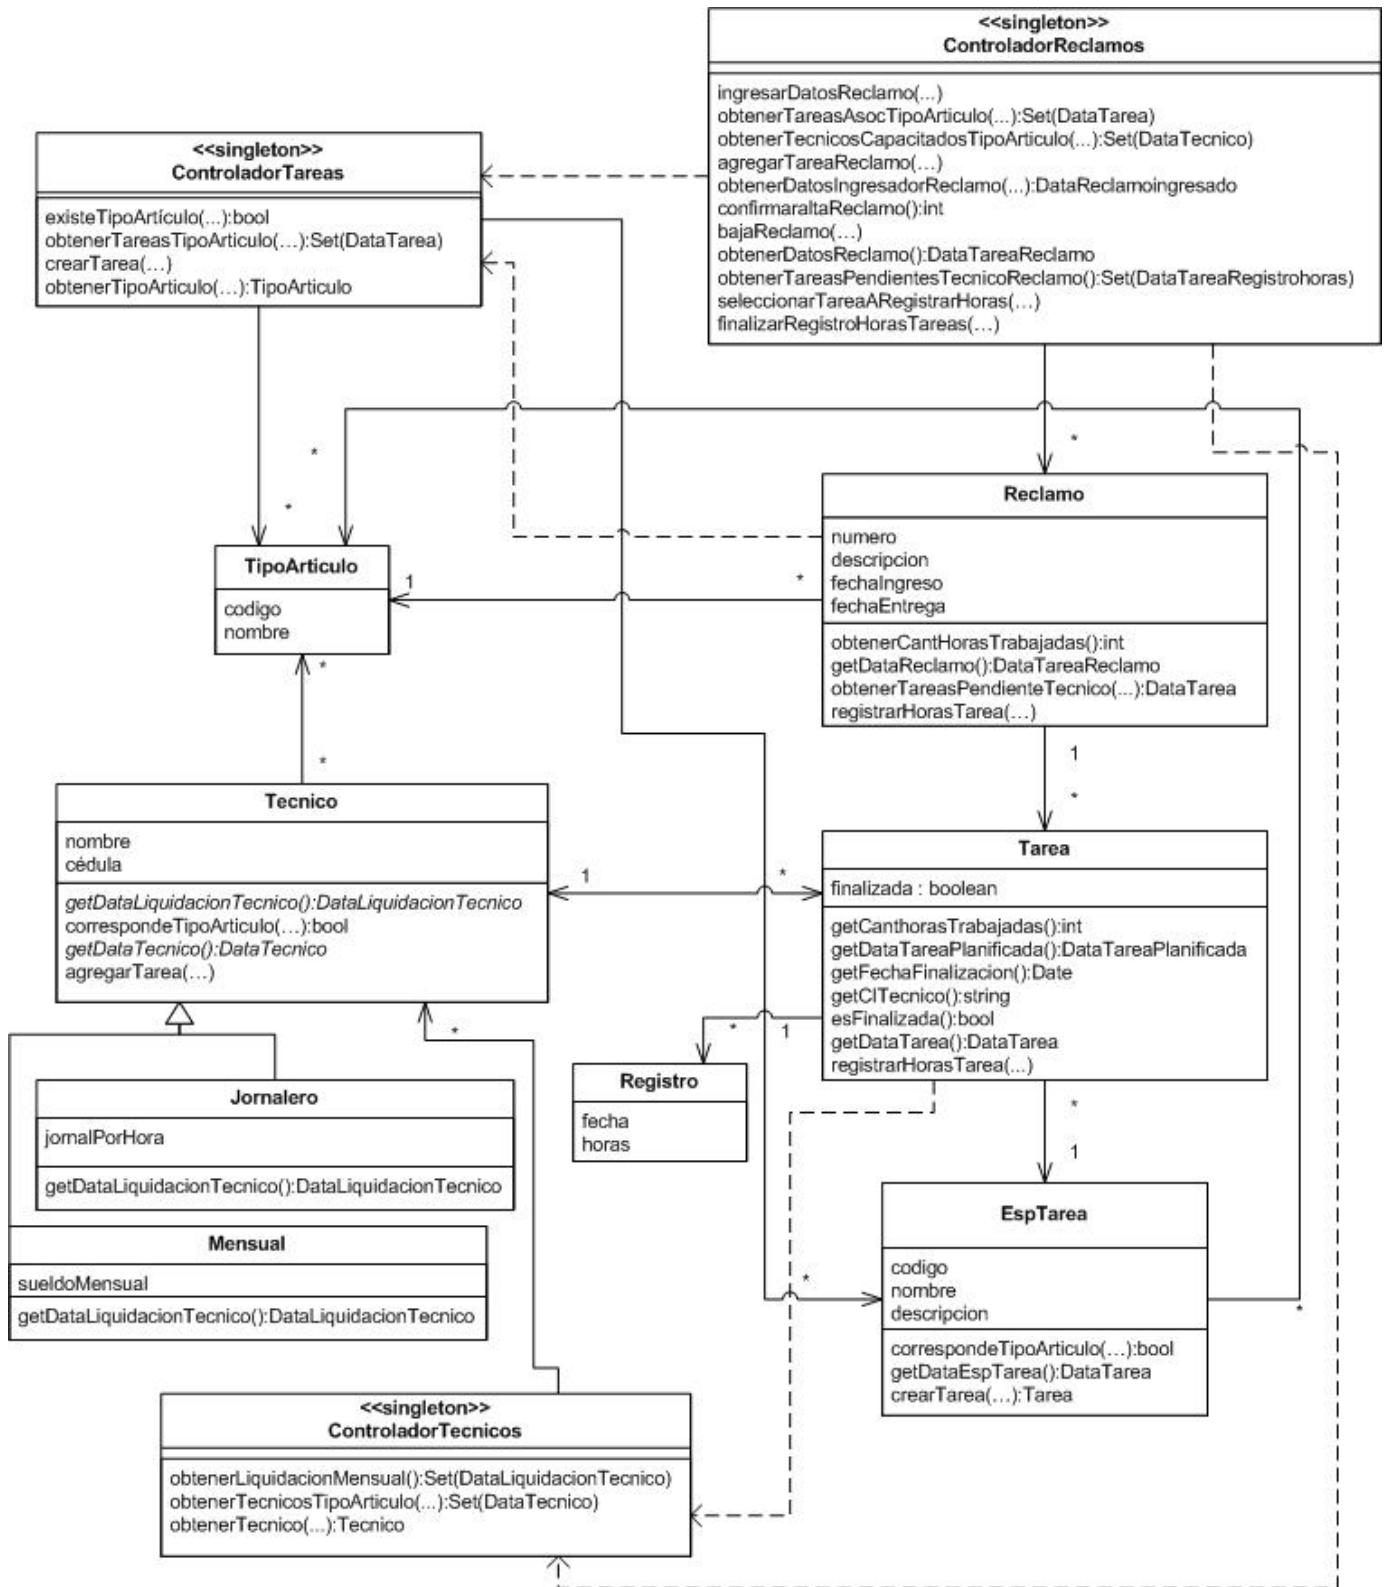 <<singleton>>
ControladorReclamos
ingresarDatosReclamo(...)
obtenerTareasAsocTipoArticulo(...):Set(DataTarea)
obtenerTecnicosCapacitadosTipoArticulo(...):Set(DataTecnico)
agregarTareaReclamo(...)
obtenerDatosIngresadorReclamo(...):DataReclamoingresado
confirmaraltaReclamo():int
bajaReclamo(...)
obtenerDatosReclamo():DataTareaReclamo
obtenerTareasPendientesTecnicoReclamo():Set(DataTareaRegistrohoras)
seleccionarTareaARegistrarHoras(...)
finalizarRegistroHorasTareas(...)
<<singleton>>
ControladorTareas
existeTipoArtículo(...):bool
obtenerTareasTipoArticulo(...):Set(DataTarea)
crearTarea(...)
obtenerTipoArticulo(...):TipoArticulo
*
*
*
Reclamo
numero
descripcion
fechaIngreso
fechaEntrega
obtenerCantHorasTrabajadas():int
getDataReclamo():DataTareaReclamo
obtenerTareasPendienteTecnico(...):DataTarea
registrarHorasTarea(...)
TipoArticulo
codigo
nombre
1
*
*
*
1
*
Tecnico
nombre
cédula
getDataLiquidacionTecnico():DataLiquidacionTecnico
correspondeTipoArticulo(...):bool
getDataTecnico():DataTecnico
agregarTarea(...)
1
*
Tarea
finalizada : boolean
getCanthorasTrabajadas():int
getDataTareaPlanificada():DataTareaPlanificada
getFechaFinalizacion():Date
getCITecnico():string
esFinalizada():bool
getDataTarea():DataTarea
registrarHorasTarea(...)
*
*
1
Registro
fecha
horas
Jornalero
jornalPorHora
getDataLiquidacionTecnico():DataLiquidacionTecnico
*
1
Mensual
sueldoMensual
getDataLiquidacionTecnico():DataLiquidacionTecnico
EspTarea
codigo
nombre
descripcion
correspondeTipoArticulo(...):bool
getDataEspTarea():DataTarea
crearTarea(...):Tarea
*
*
<<singleton>>
ControladorTecnicos
obtenerLiquidacionMensual():Set(DataLiquidacionTecnico)
obtenerTecnicosTipoArticulo(...):Set(DataTecnico)
obtenerTecnico(...):Tecnico